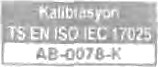 Kalibrasyon
TS EN ISO IEC 17025
AB-0078-K